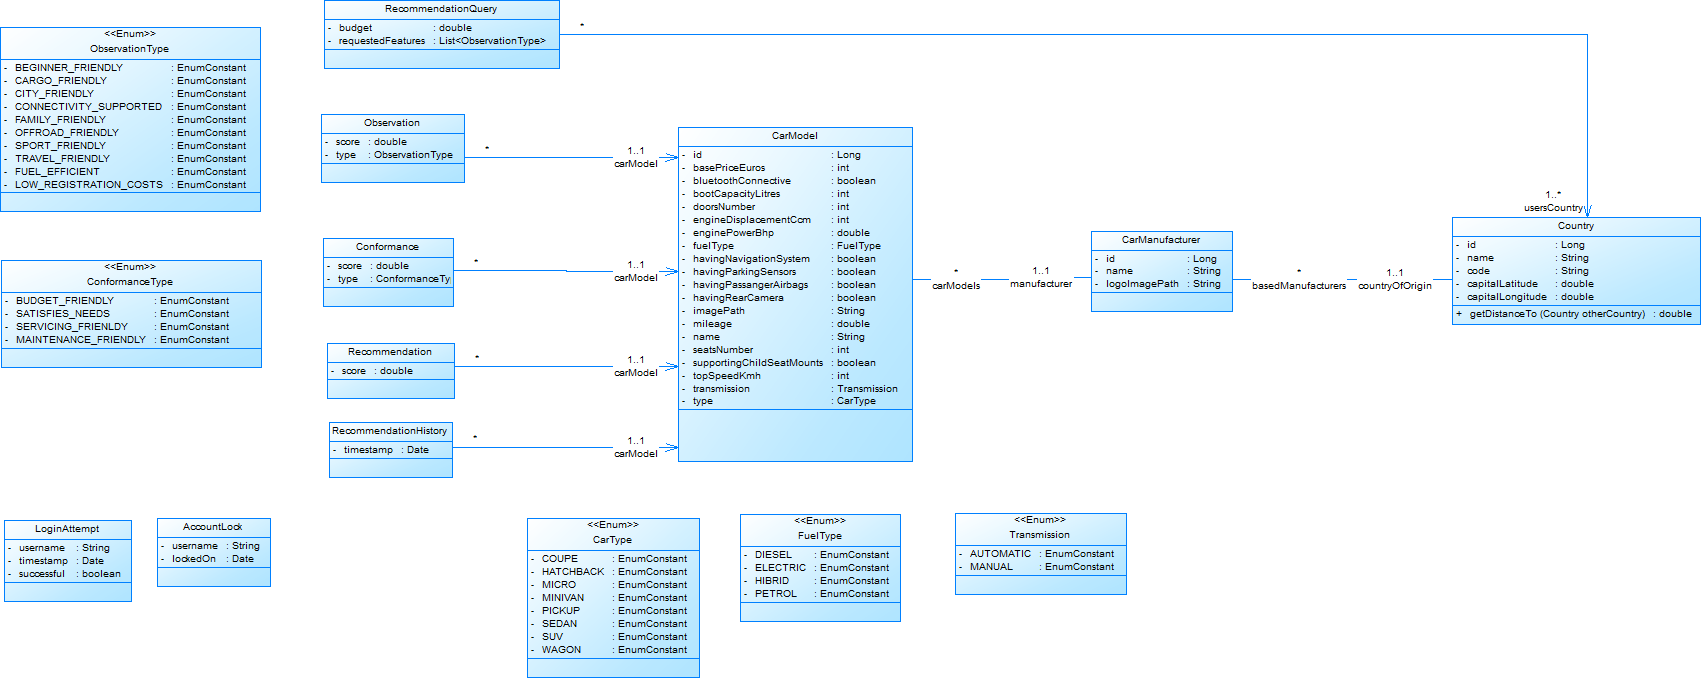 <<Enum>>
ObservationType
- BEGINNER_FRIENDLY : EnumConstant
- CARGO_FRIENDLY : EnumConstant
- CITY_FRIENDLY : EnumConstant
- CONNECTIVITY_SUPPORTED : EnumConstant
- FAMILY_FRIENDLY : EnumConstant
- OFFROAD_FRIENDLY : EnumConstant
- SPORT_FRIENDLY : EnumConstant
- TRAVEL_FRIENDLY : EnumConstant
- FUEL_EFFICIENT : EnumConstant
- LOW_REGISTRATION_COSTS : EnumConstant
<<Enum>>
ConformanceType
- BUDGET_FRIENDLY : EnumConstant
- SATISFIES_NEEDS : EnumConstant
- SERVICING_FRIENLDY : EnumConstant
- MAINTENANCE_FRIENDLY : EnumConstant
RecommendationQuery
- budget : double
- requestedFeatures : List<ObservationType>
*
1..*
usersCountry
Observation
- score : double
- type : ObservationType
*
1..1
carModel
Conformance
- score : double
- type : ConformanceTy
*
1..1
carModel
Recommendation
- score : double
*
1..1
carModel
RecommendationHistory
- timestamp : Date
*
1..1
carModel
CarModel
- id : Long
- basePriceEuros : int
- bluetoothConnective : boolean
- bootCapacityLitres : int
- doorsNumber : int
- engineDisplacementCcm : int
- enginePowerBhp : double
- fuelType : FuelType
- havingNavigationSystem : boolean
- havingParkingSensors : boolean
- havingPassangerAirbags : boolean
- havingRearCamera : boolean
- imagePath : String
- mileage : double
- name : String
- seatsNumber : int
- supportingChildSeatMounts : boolean
- topSpeedKmh : int
- transmission : Transmission
- type : CarType
*
carModels
1..1
manufacturer
CarManufacturer
- id : Long
- name : String
- logoImagePath : String
*
basedManufacturers
1..1
countryOfOrigin
Country
- id : Long
- name : String
- code : String
- capitalLatitude : double
- capitalLongitude : double
+ getDistanceTo (Country otherCountry) : double
LoginAttempt
- username : String
- timestamp : Date
- successful : boolean
AccountLock
- username : String
- lockedOn : Date
<<Enum>>
CarType
- COUPE : EnumConstant
- HATCHBACK : EnumConstant
- MICRO : EnumConstant
- MINIVAN : EnumConstant
- PICKUP : EnumConstant
- SEDAN : EnumConstant
- SUV : EnumConstant
- WAGON : EnumConstant
<<Enum>>
FuelType
- DIESEL : EnumConstant
- ELECTRIC : EnumConstant
- HIBRID : EnumConstant
- PETROL : EnumConstant
<<Enum>>
Transmission
- AUTOMATIC : EnumConstant
- MANUAL : EnumConstant